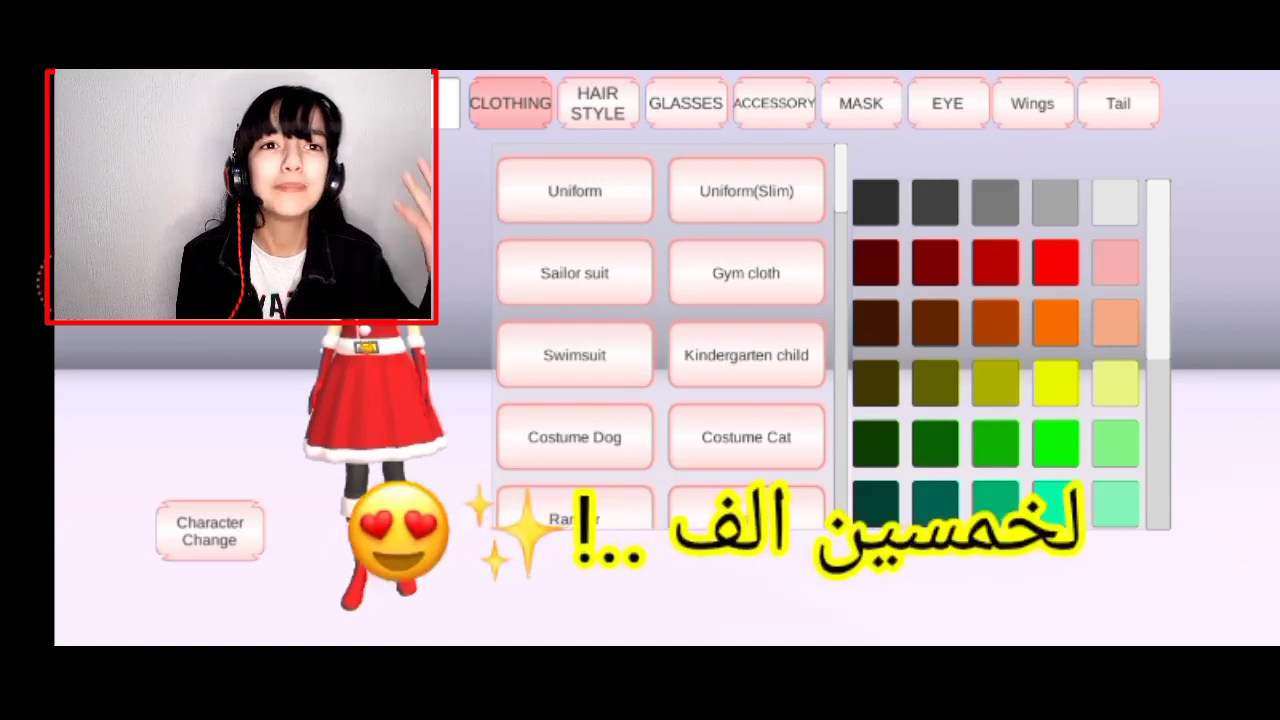 CLOTHING
HAIR
STYLE
GLASSES
ACCESSORY
MASK
EYE
Wings
Tail
Uniform
Uniform(Slim)
Sailor suit
Gym cloth
Swimsuit
Kindergarten child
Costume Dog
Costume Cat
Character
Change
لخمسين الف ..!